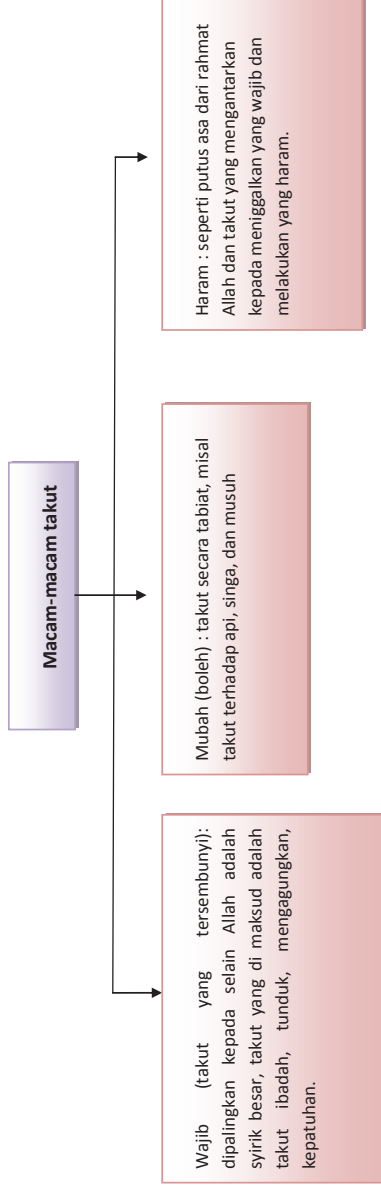 Macam-macam takut
Wajib (takut yang tersembunyi):
dipalingkan kepada selain Allah adalah
syirik besar, takut yang di maksud adalah
takut ibadah, tunduk, mengagungkan,
kepatuhan.
Mubah (boleh) : takut secara tabiat, misal
takut terhadap api, singa, dan musuh
Haram : seperti putus asa dari rahmat
Allah dan takut yang mengantarkan
kepada meniggalkan yang wajib dan
melakukan yang haram.